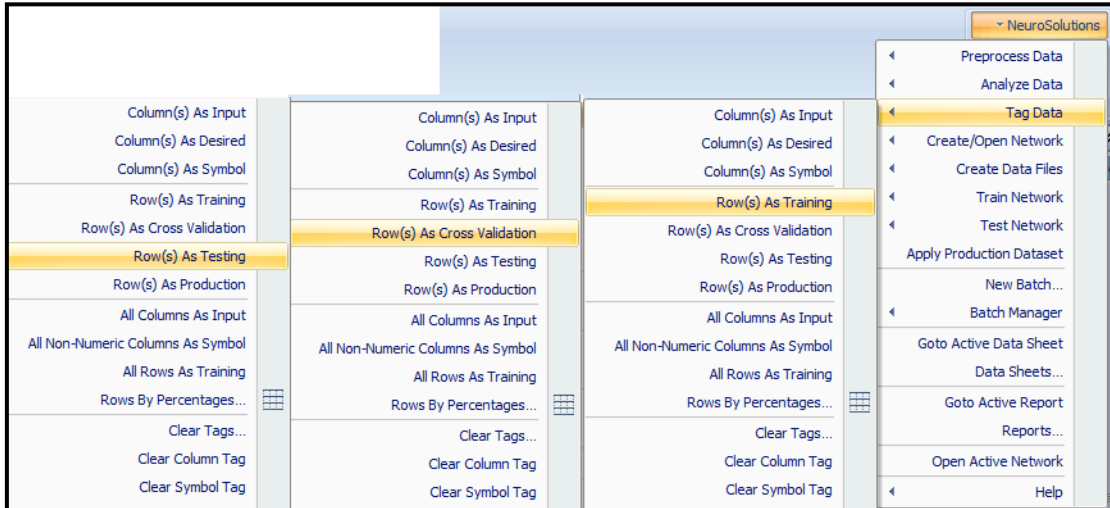 NeuroSolutions
Preprocess Data
Analyze Data
Tag Data
Create/Open Network
Create Data Files
Train Network
Test Network
Apply Production Dataset
New Batch...
Batch Manager
Goto Active Data Sheet
Data Sheets...
Goto Active Report
Reports...
Open Active Network
Help
Column(s) As Input
Column(s) As Desired
Column(s) As Symbol
Row(s) As Training
Row(s) As Cross Validation
Row(s) As Testing
Row(s) As Production
All Columns As Input
All Non-Numeric Columns As Symbol
All Rows As Training
Rows By Percentages...
Clear Tags...
Clear Column Tag
Clear Symbol Tag
Column(s) As Input
Column(s) As Desired
Column(s) As Symbol
Row(s) As Training
Row(s) As Cross Validation
Row(s) As Testing
Row(s) As Production
All Columns As Input
All Non-Numeric Columns As Symbol
All Rows As Training
Rows By Percentages...
Clear Tags...
Clear Column Tag
Clear Symbol Tag
Column(s) As Input
Column(s) As Desired
Column(s) As Symbol
Row(s) As Training
Row(s) As Cross Validation
Row(s) As Testing
Row(s) As Production
All Columns As Input
All Non-Numeric Columns As Symbol
All Rows As Training
Rows By Percentages...
Clear Tags...
Clear Column Tag
Clear Symbol Tag